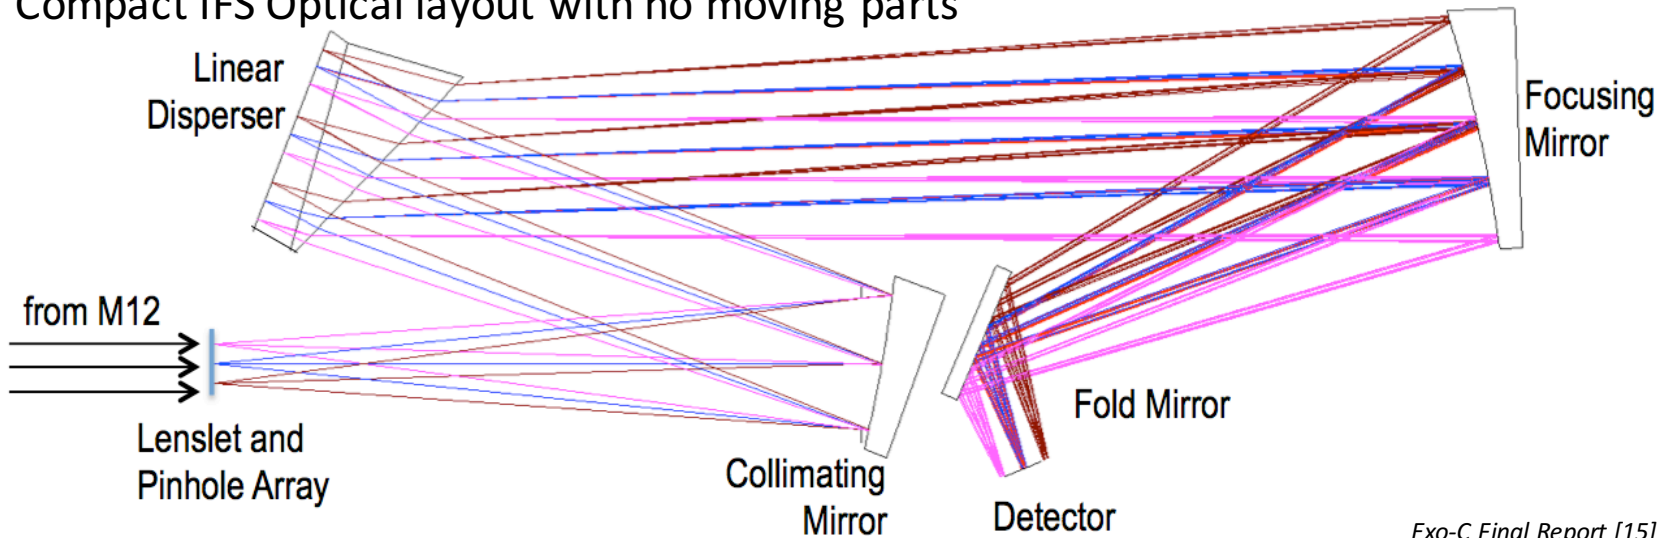 Compact IFS Optical layout with no moving parts
Linear
Disperser
Focusing
Mirror
from M12
Lenslet and
Pinhole Array
Collimating
Mirror
Fold Mirror
Detector
Exo-C Final Report [15]